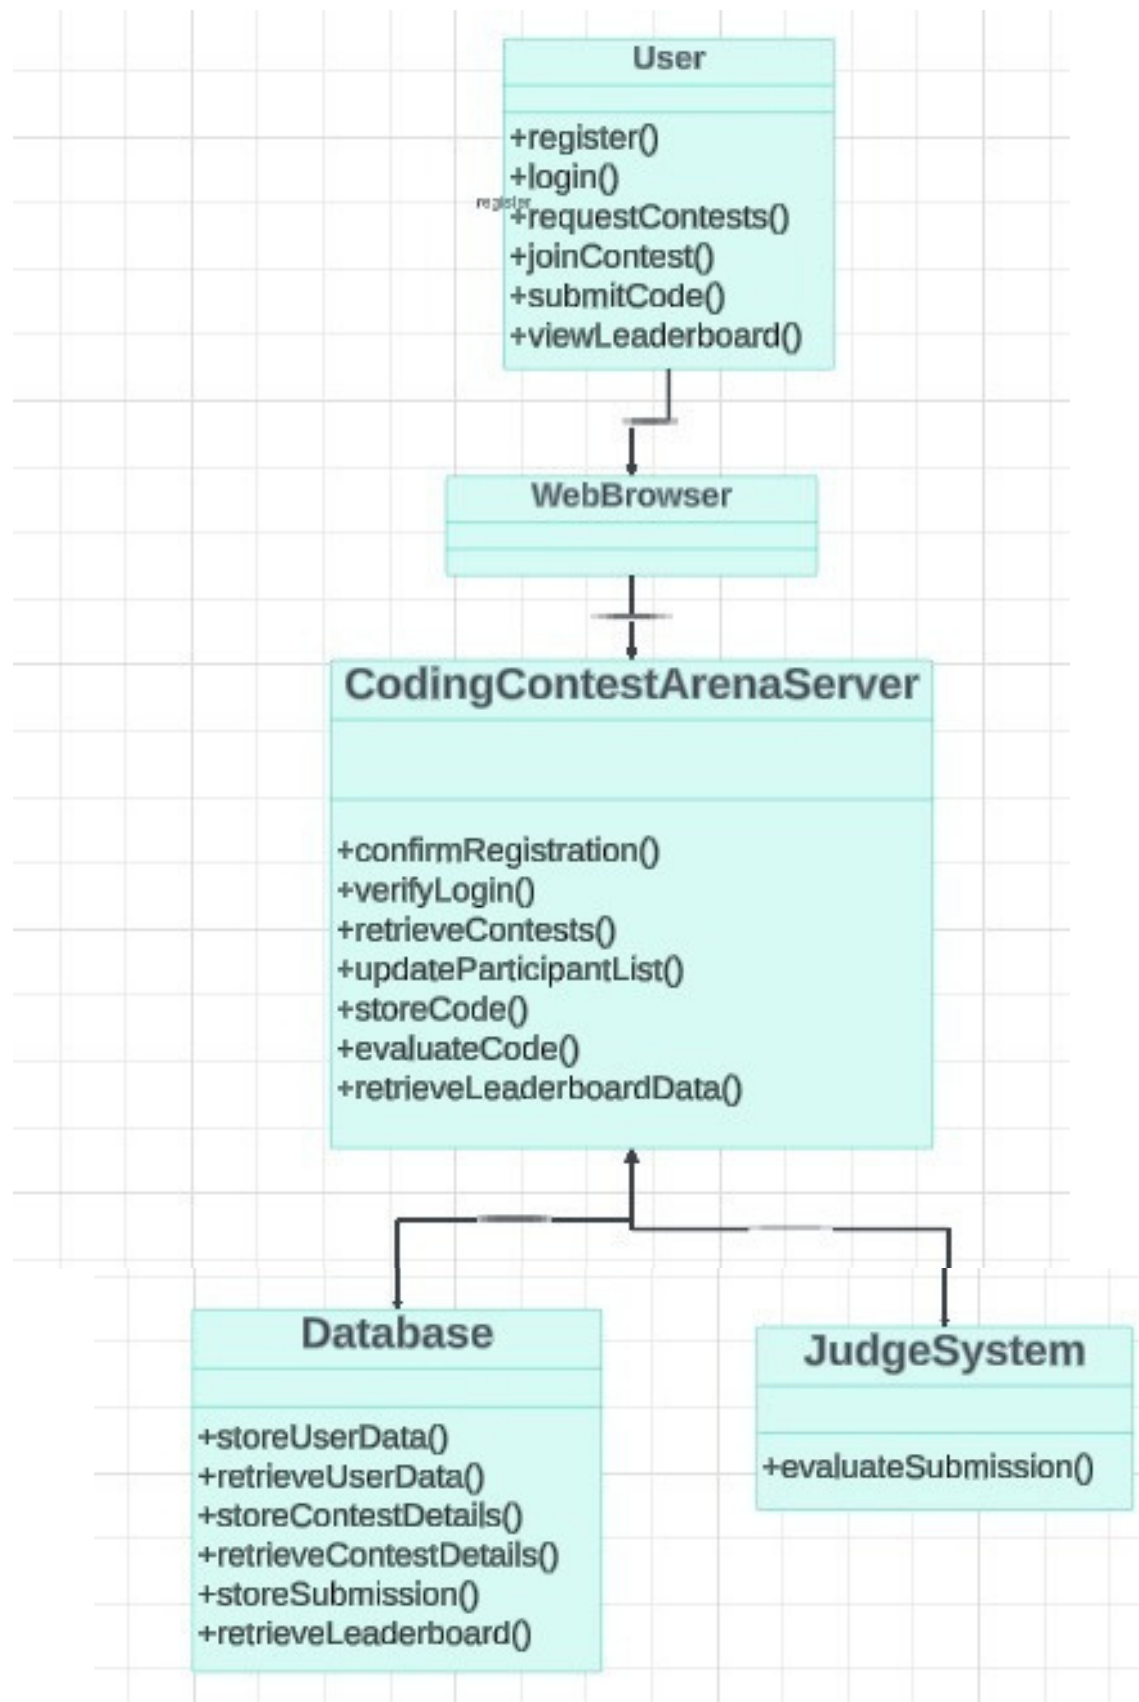 User
+register()
+login()
register
+requestContests()
+joinContest()
+submitCode()
+viewLeaderboard()
WebBrowser
CodingContestArenaServer
+confirmRegistration()
+verifyLogin()
+retrieveContests()
+updateParticipantList()
+storeCode()
+evaluateCode()
+retrieveLeaderboardData()
Database
+storeUserData()
+retrieveUserData()
+storeContestDetails()
+retrieveContestDetails()
+storeSubmission()
+retrieveLeaderboard()
JudgeSystem
+evaluateSubmission()